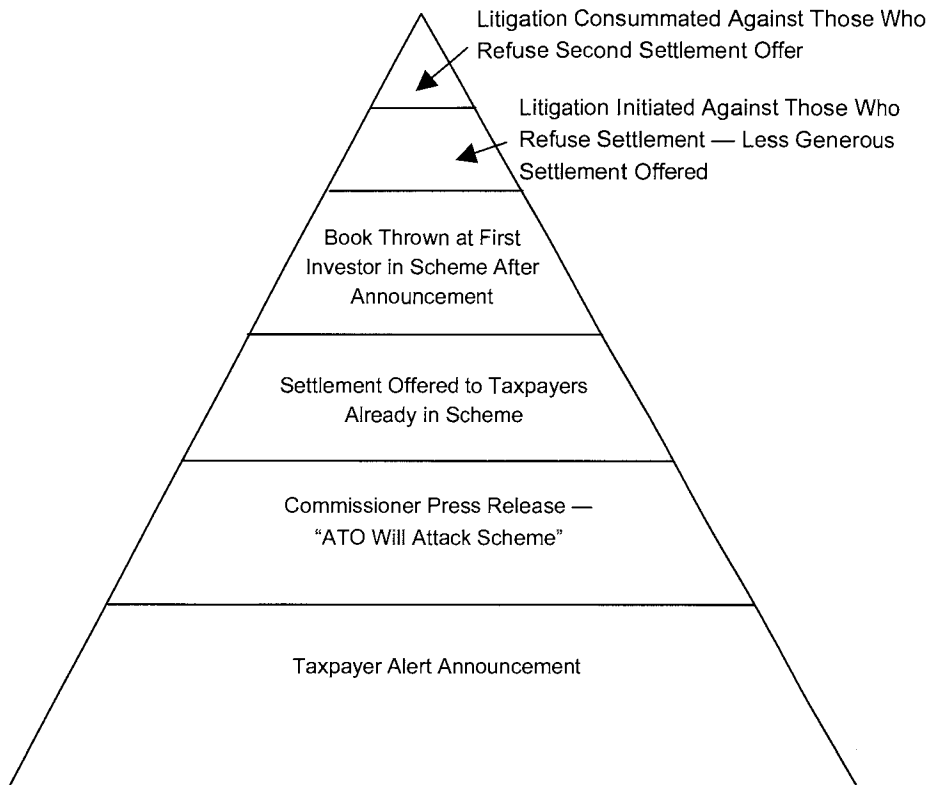 Litigation Consummated Against Those Who
Refuse Second Settlement Offer
Litigation Initiated Against Those Who
Refuse Settlement — Less Generous
Settlement Offered
Book Thrown at First
Investor in Scheme After
Announcement
Settlement Offered to Taxpayers
Already in Scheme
Commissioner Press Release —
“ATO Will Attack Scheme”
Taxpayer Alert Announcement